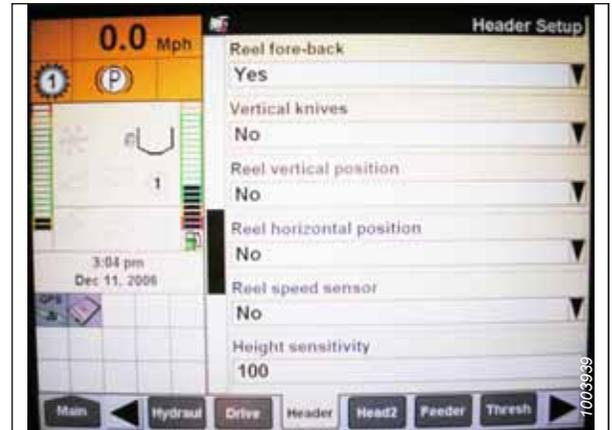 0.0 Mph
Header Setup
Reel fore-back
Yes
Vertical knives
No
Reel vertical position
No
Reel horizontal position
No
Reel speed sensor
No
Height sensitivity
100
1
P
1
3:04 pm
Dec 11, 2006
GPS
Main
Hydraul
Drive
Header
Head2
Feeder
Thresh
1003939